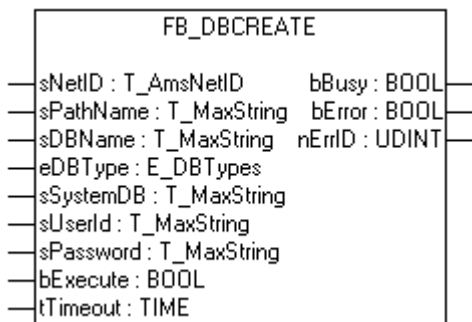 FB_DBCREATE
sNetID : T_AmsNetID bBusy : BOOL
sPathName : T_MaxString bError : BOOL
sDBName : T_MaxString nErrID : UDINT
eDBType : E_DBTypes
sSystemDB : T_MaxString
sUserId : T_MaxString
sPassword : T_MaxString
bExecute : BOOL
tTimeout : TIME